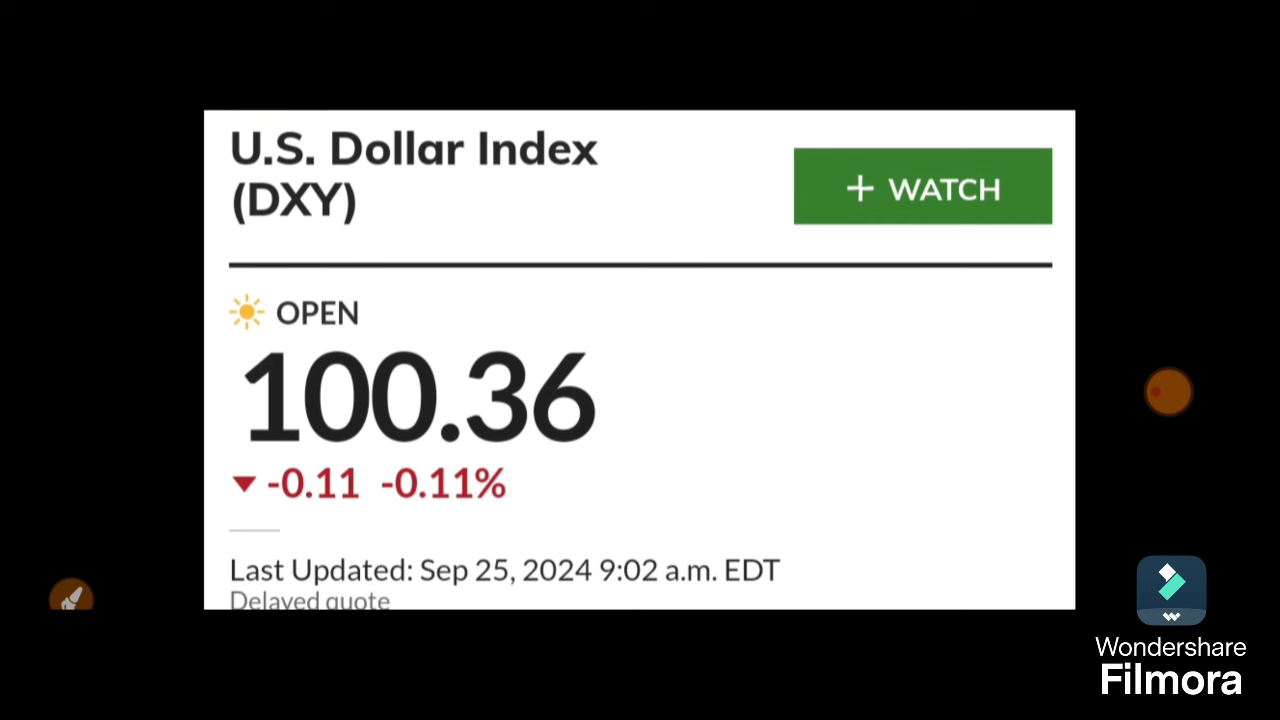 U.S. Dollar Index
(DXY)
+ WATCH
OPEN
100.36
-0.11 -0.11%
Last Updated: Sep 25, 2024 9:02 a.m. EDT
Delayed quote
Wondershare
Filmora